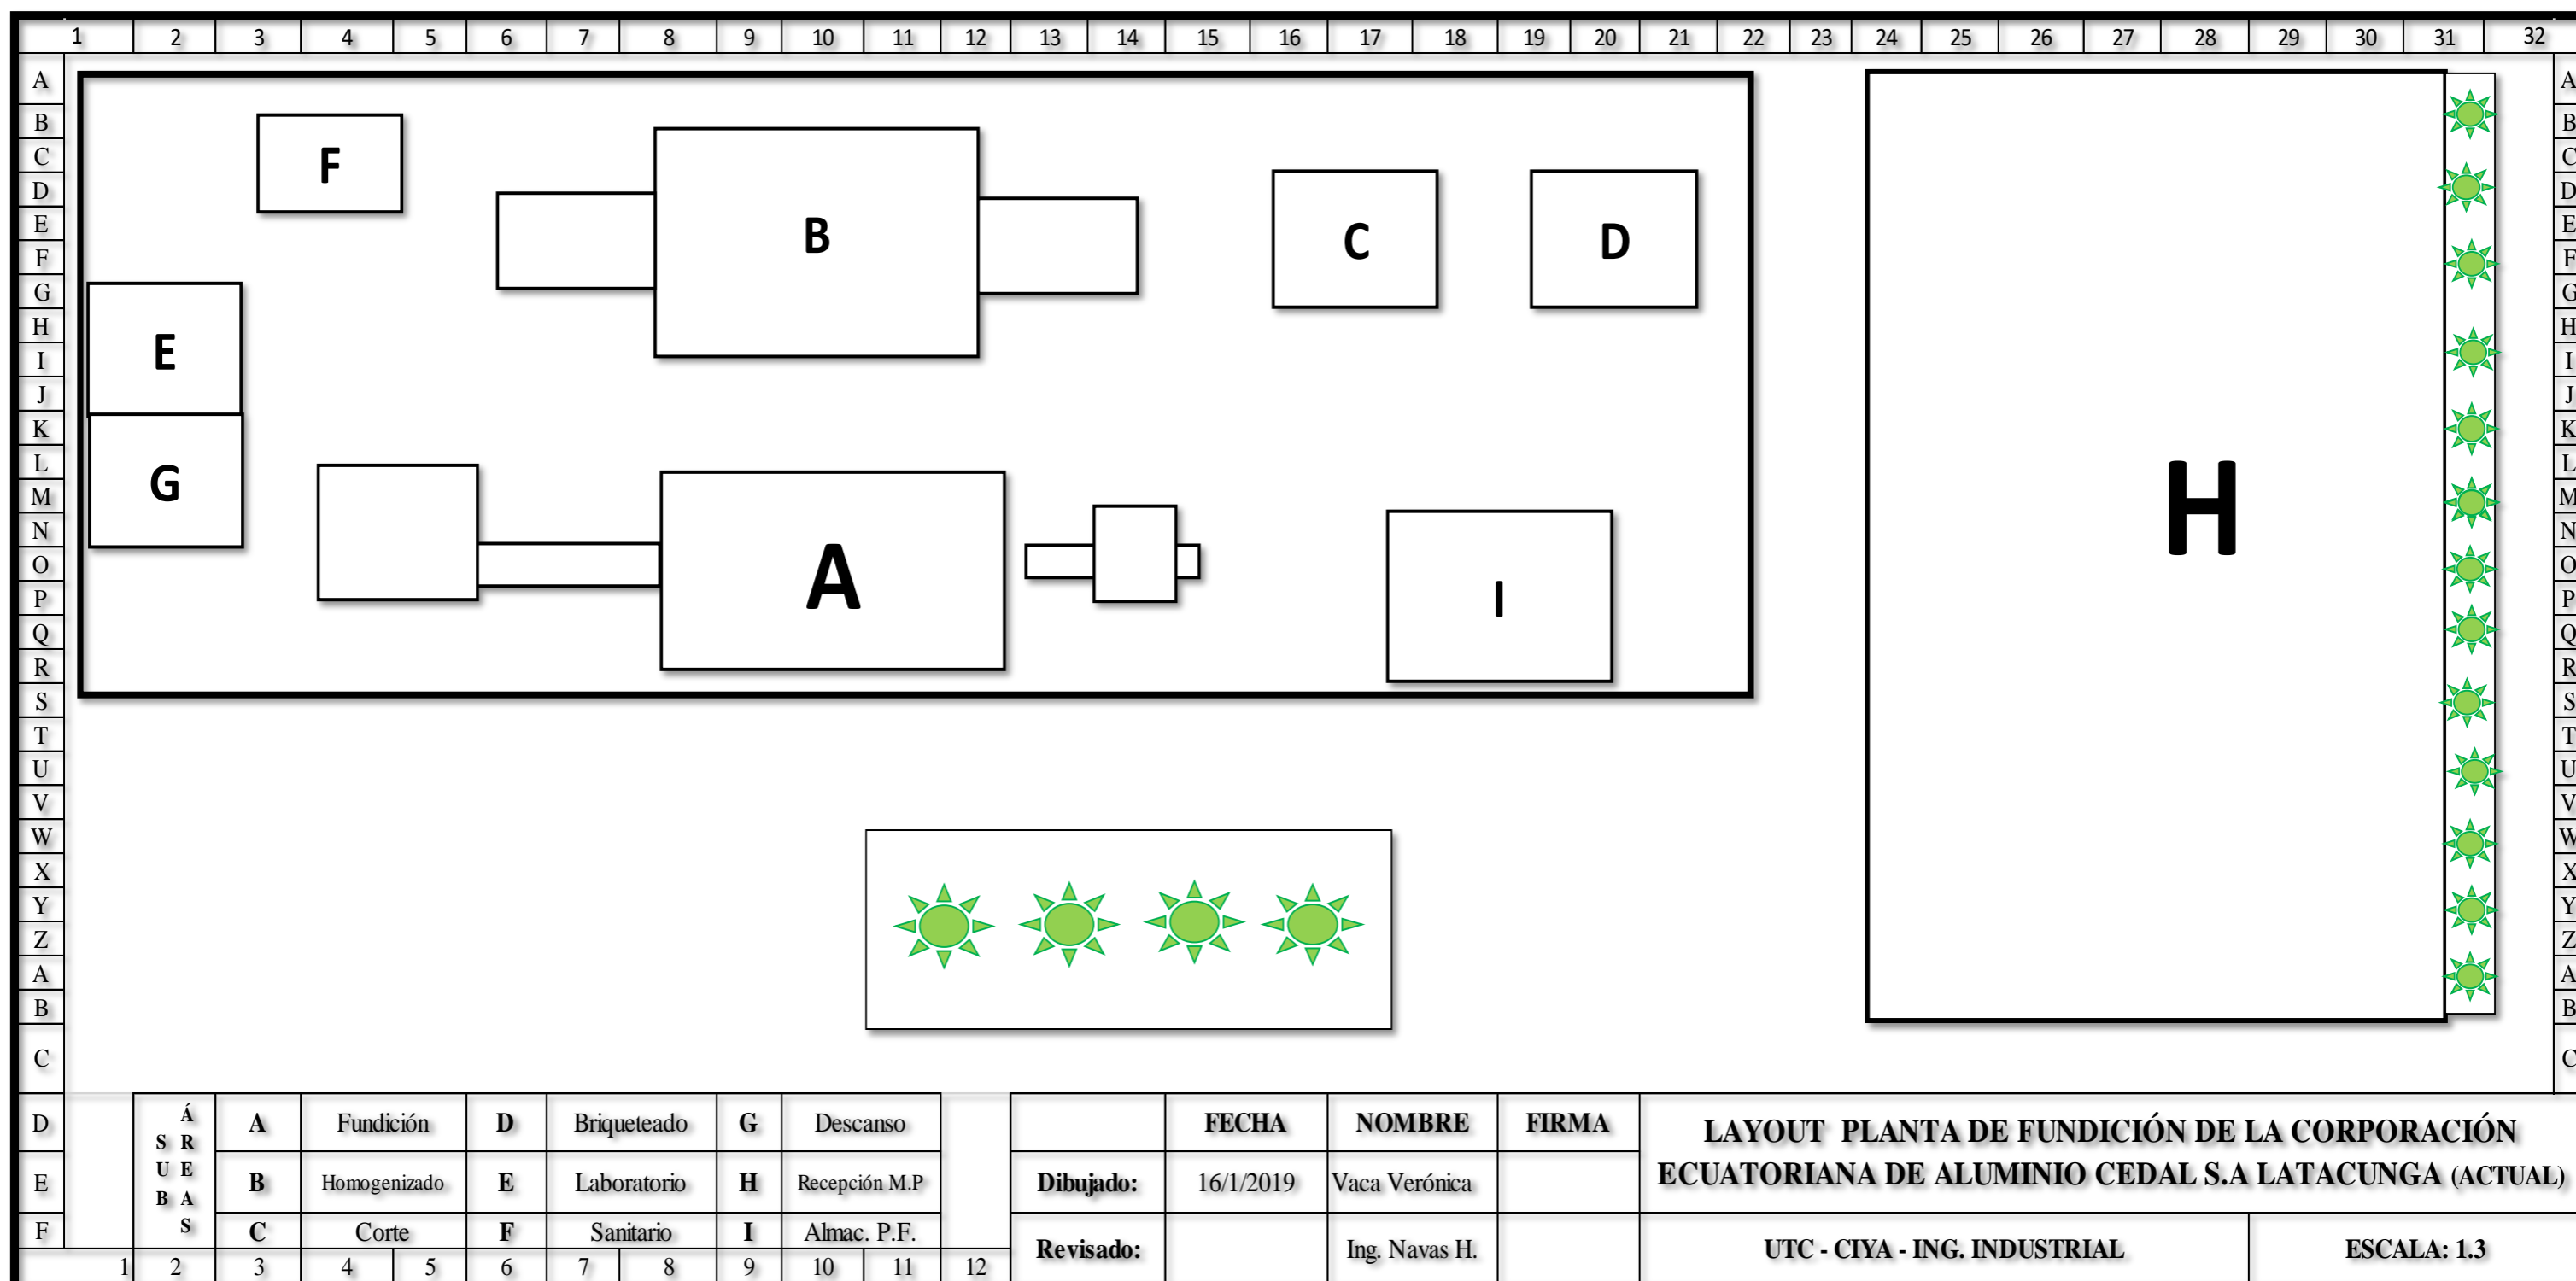 1 2 3 4 5 6 7 8 9 10 11 12 13 14 15 16 17 18 19 20 21 22 23 24 25 26 27 28 29 30 31 32
A A
B B
F
C C
D D
E E
B C D
F F
G G
H H
E
I I
J J
K K
L L
G
M M
H
N N
O O
A
P P
I
Q Q
R R
S S
T T
U U
V V
W W
X X
Y Y
Z Z
A A
B B
C C
D
E
F
SUB ÁREAS
A Fundición D Briqueteado G Descanso
B Homogenizado E Laboratorio H Recepción M.P
C Corte F Sanitario I Almac. P.F.
1 2 3 4 5 6 7 8 9 10 11 12
FECHA NOMBRE FIRMA
Dibujado: 16/1/2019 Vaca Verónica
Revisado: Ing. Navas H.
LAYOUT PLANTA DE FUNDICIÓN DE LA CORPORACIÓN
ECUATORIANA DE ALUMINIO CEDAL S.A LATACUNGA (ACTUAL)
UTC - CIYA - ING. INDUSTRIAL ESCALA: 1.3